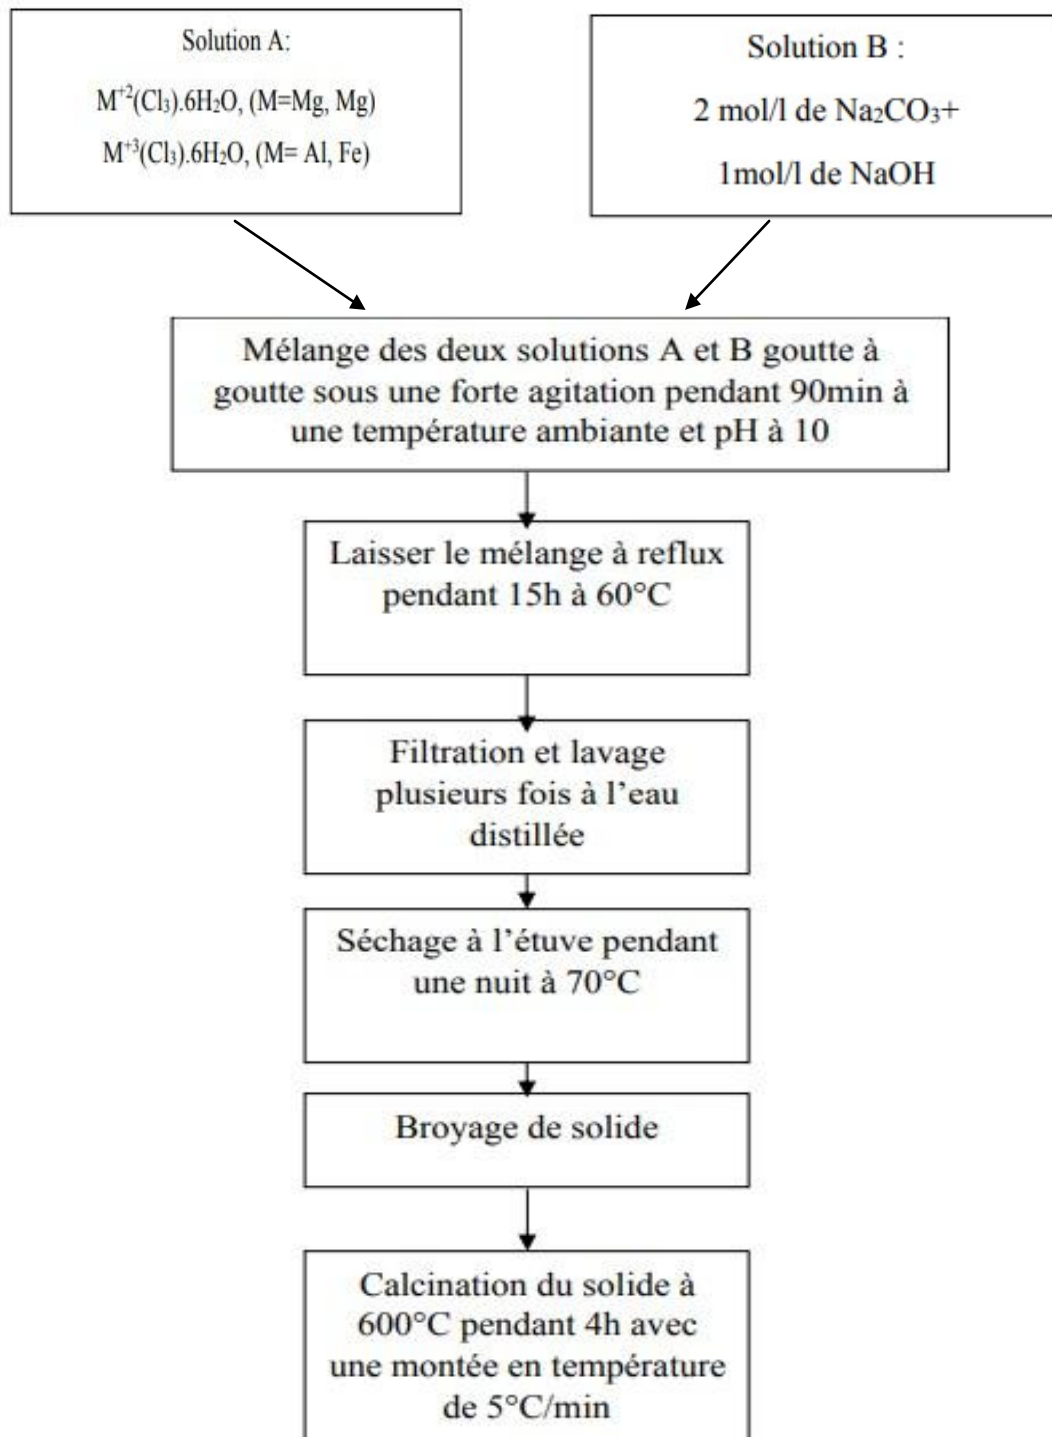 Solution A:
M⁺²(Cl₃).6H₂O, (M=Mg, Mg)
M⁺³(Cl₃).6H₂O, (M= Al, Fe)
Solution B :
2 mol/l de Na₂CO₃+
1mol/l de NaOH
Mélange des deux solutions A et B goutte à
goutte sous une forte agitation pendant 90min à
une température ambiante et pH à 10
Laisser le mélange à reflux
pendant 15h à 60°C
Filtration et lavage
plusieurs fois à l’eau
distillée
Séchage à l’étuve pendant
une nuit à 70°C
Broyage de solide
Calcination du solide à
600°C pendant 4h avec
une montée en température
de 5°C/min